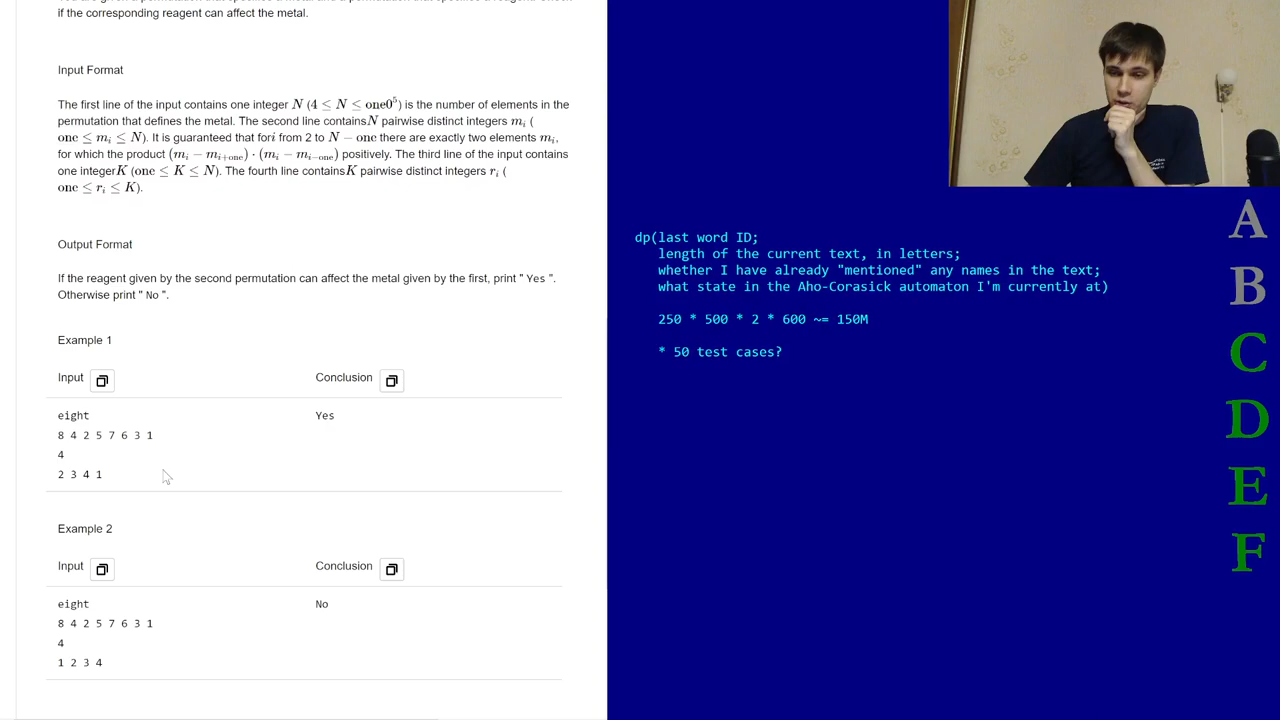 if the corresponding reagent can affect the metal.
Input Format
The first line of the input contains one integer N (4 ≤ N ≤ one0⁵) is the number of elements in the
permutation that defines the metal. The second line containsN pairwise distinct integers mᵢ (
one ≤ mᵢ ≤ N). It is guaranteed that fori from 2 to N − one there are exactly two elements mᵢ,
for which the product (mᵢ − mᵢ₊one) · (mᵢ − mᵢ₋one) positively. The third line of the input contains
one integerK (one ≤ K ≤ N). The fourth line containsK pairwise distinct integers rᵢ (
one ≤ rᵢ ≤ K).
Output Format
If the reagent given by the second permutation can affect the metal given by the first, print " Yes ".
Otherwise print " No ".
Example 1
Input Conclusion
eight Yes
8 4 2 5 7 6 3 1
4
2 3 4 1
Example 2
Input Conclusion
eight No
8 4 2 5 7 6 3 1
4
1 2 3 4
dp(last word ID;
length of the current text, in letters;
whether I have already "mentioned" any names in the text;
what state in the Aho-Corasick automaton I'm currently at)
250 * 500 * 2 * 600 ~= 150M
* 50 test cases?
A
B
C
D
E
F